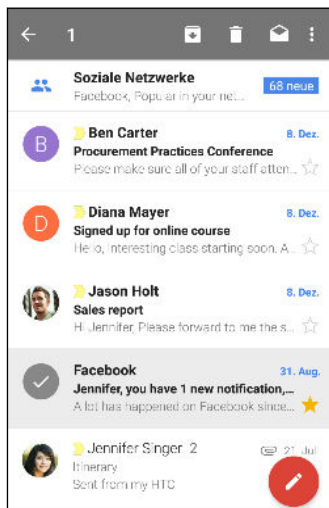 1
Soziale Netzwerke
Facebook, Popular in your net...
68 neue
B
Ben Carter
8. Dez.
Procurement Practices Conference
Please make sure all of your staff atten...
D
Diana Mayer
8. Dez.
Signed up for online course
Hello, Interesting class starting soon. A...
Jason Holt
8. Dez.
Sales report
Hi Jennifer, Please forward to me the s...
Facebook
31. Aug.
Jennifer, you have 1 new notification,...
A lot has happened on Facebook since...
Jennifer Singer 2
21. Jul.
Itinerary
Sent from my HTC